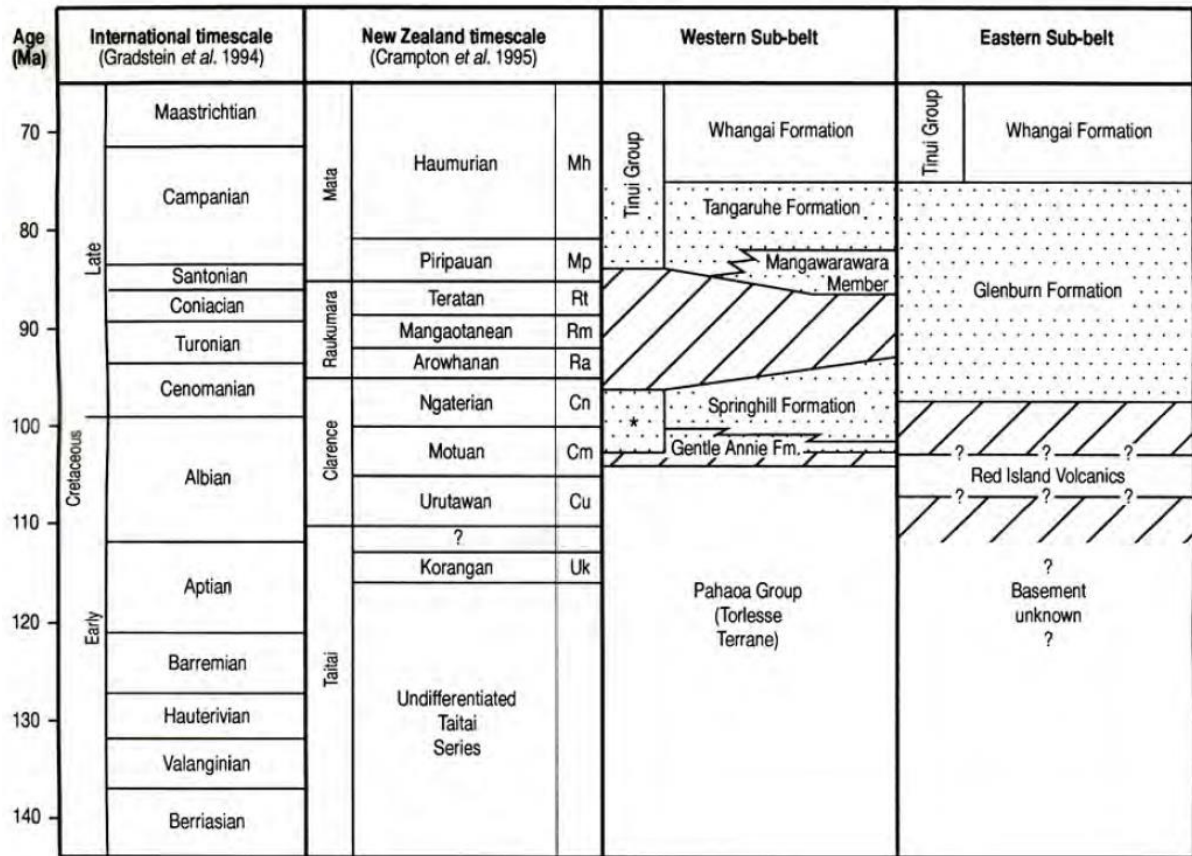 Age
(Ma)
International timescale
(Gradstein et al. 1994)
New Zealand timescale
(Crampton et al. 1995)
Western Sub-belt
Eastern Sub-belt
70
80
90
100
110
120
130
140
Cretaceous
Late
Early
Maastrichtian
Campanian
Santonian
Coniacian
Turonian
Cenomanian
Albian
Aptian
Barremian
Hauterivian
Valanginian
Berriasian
Mata
Raukumara
Clarence
Taitai
Haumurian Mh
Piripauan Mp
Teratan Rt
Mangaotanean Rm
Arowhanan Ra
Ngaterian Cn
Motuan Cm
Urutawan Cu
?
Korangan Uk
Undifferentiated
Taitai
Series
Tinui Group
Whangai Formation
Tangaruhe Formation
Mangawarawara
Member
Springhill Formation
*
Gentle Annie Fm.
Pahaoa Group
(Torlesse
Terrane)
Tinui Group
Whangai Formation
Glenburn Formation
? ? ?
Red Island Volcanics
? ? ?
?
Basement
unknown
?